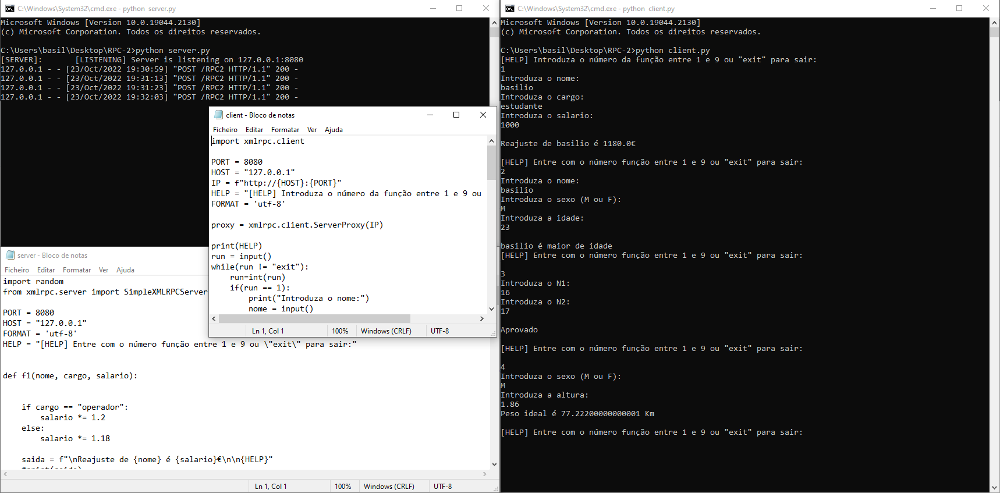 C:\Windows\System32\cmd.exe - python  server.py
Microsoft Windows [Version 10.0.19044.2130]
(c) Microsoft Corporation. Todos os direitos reservados.
C:\Users\basil\Desktop\RPC-2>python server.py
[SERVER]:       [LISTENING] Server is listening on 127.0.0.1:8080
127.0.0.1 - - [23/Oct/2022 19:30:59] "POST /RPC2 HTTP/1.1" 200 -
127.0.0.1 - - [23/Oct/2022 19:31:13] "POST /RPC2 HTTP/1.1" 200 -
127.0.0.1 - - [23/Oct/2022 19:31:23] "POST /RPC2 HTTP/1.1" 200 -
127.0.0.1 - - [23/Oct/2022 19:32:03] "POST /RPC2 HTTP/1.1" 200 -
client - Bloco de notas
Ficheiro Editar Formatar Ver Ajuda
import xmlrpc.client
PORT = 8080
HOST = "127.0.0.1"
IP = f"http://{HOST}:{PORT}"
HELP = "[HELP] Introduza o número da função entre 1 e 9 ou
FORMAT = 'utf-8'
proxy = xmlrpc.client.ServerProxy(IP)
print(HELP)
run = input()
while(run != "exit"):
    run=int(run)
    if(run == 1):
        print("Introduza o nome:")
        nome = input()
Ln 1, Col 1 100% Windows (CRLF) UTF-8
server - Bloco de notas
Ficheiro Editar Formatar Ver Ajuda
import random
from xmlrpc.server import SimpleXMLRPCServer
PORT = 8080
HOST = "127.0.0.1"
FORMAT = 'utf-8'
HELP = "[HELP] Entre com o número função entre 1 e 9 ou \"exit\" para sair:"
def f1(nome, cargo, salario):
    if cargo == "operador":
        salario *= 1.2
    else:
        salario *= 1.18
    saida = f"\nReajuste de {nome} é {salario}€\n\n{HELP}"
    #print(saida)
Ln 1, Col 1 100% Windows (CRLF) UTF-8
C:\Windows\System32\cmd.exe - python  client.py
Microsoft Windows [Version 10.0.19044.2130]
(c) Microsoft Corporation. Todos os direitos reservados.
C:\Users\basil\Desktop\RPC-2>python client.py
[HELP] Introduza o número da função entre 1 e 9 ou "exit" para sair:
1
Introduza o nome:
basilio
Introduza o cargo:
estudante
Introduza o salario:
1000
Reajuste de basilio é 1180.0€
[HELP] Entre com o número função entre 1 e 9 ou "exit" para sair:
2
Introduza o nome:
basilio
Introduza o sexo (M ou F):
M
Introduza a idade:
23
basilio é maior de idade
[HELP] Entre com o número função entre 1 e 9 ou "exit" para sair:
3
Introduza o N1:
16
Introduza o N2:
17
Aprovado
[HELP] Entre com o número função entre 1 e 9 ou "exit" para sair:
4
Introduza o sexo (M ou F):
M
Introduza a altura:
1.86
Peso ideal é 77.22200000000001 Km
[HELP] Entre com o número função entre 1 e 9 ou "exit" para sair: